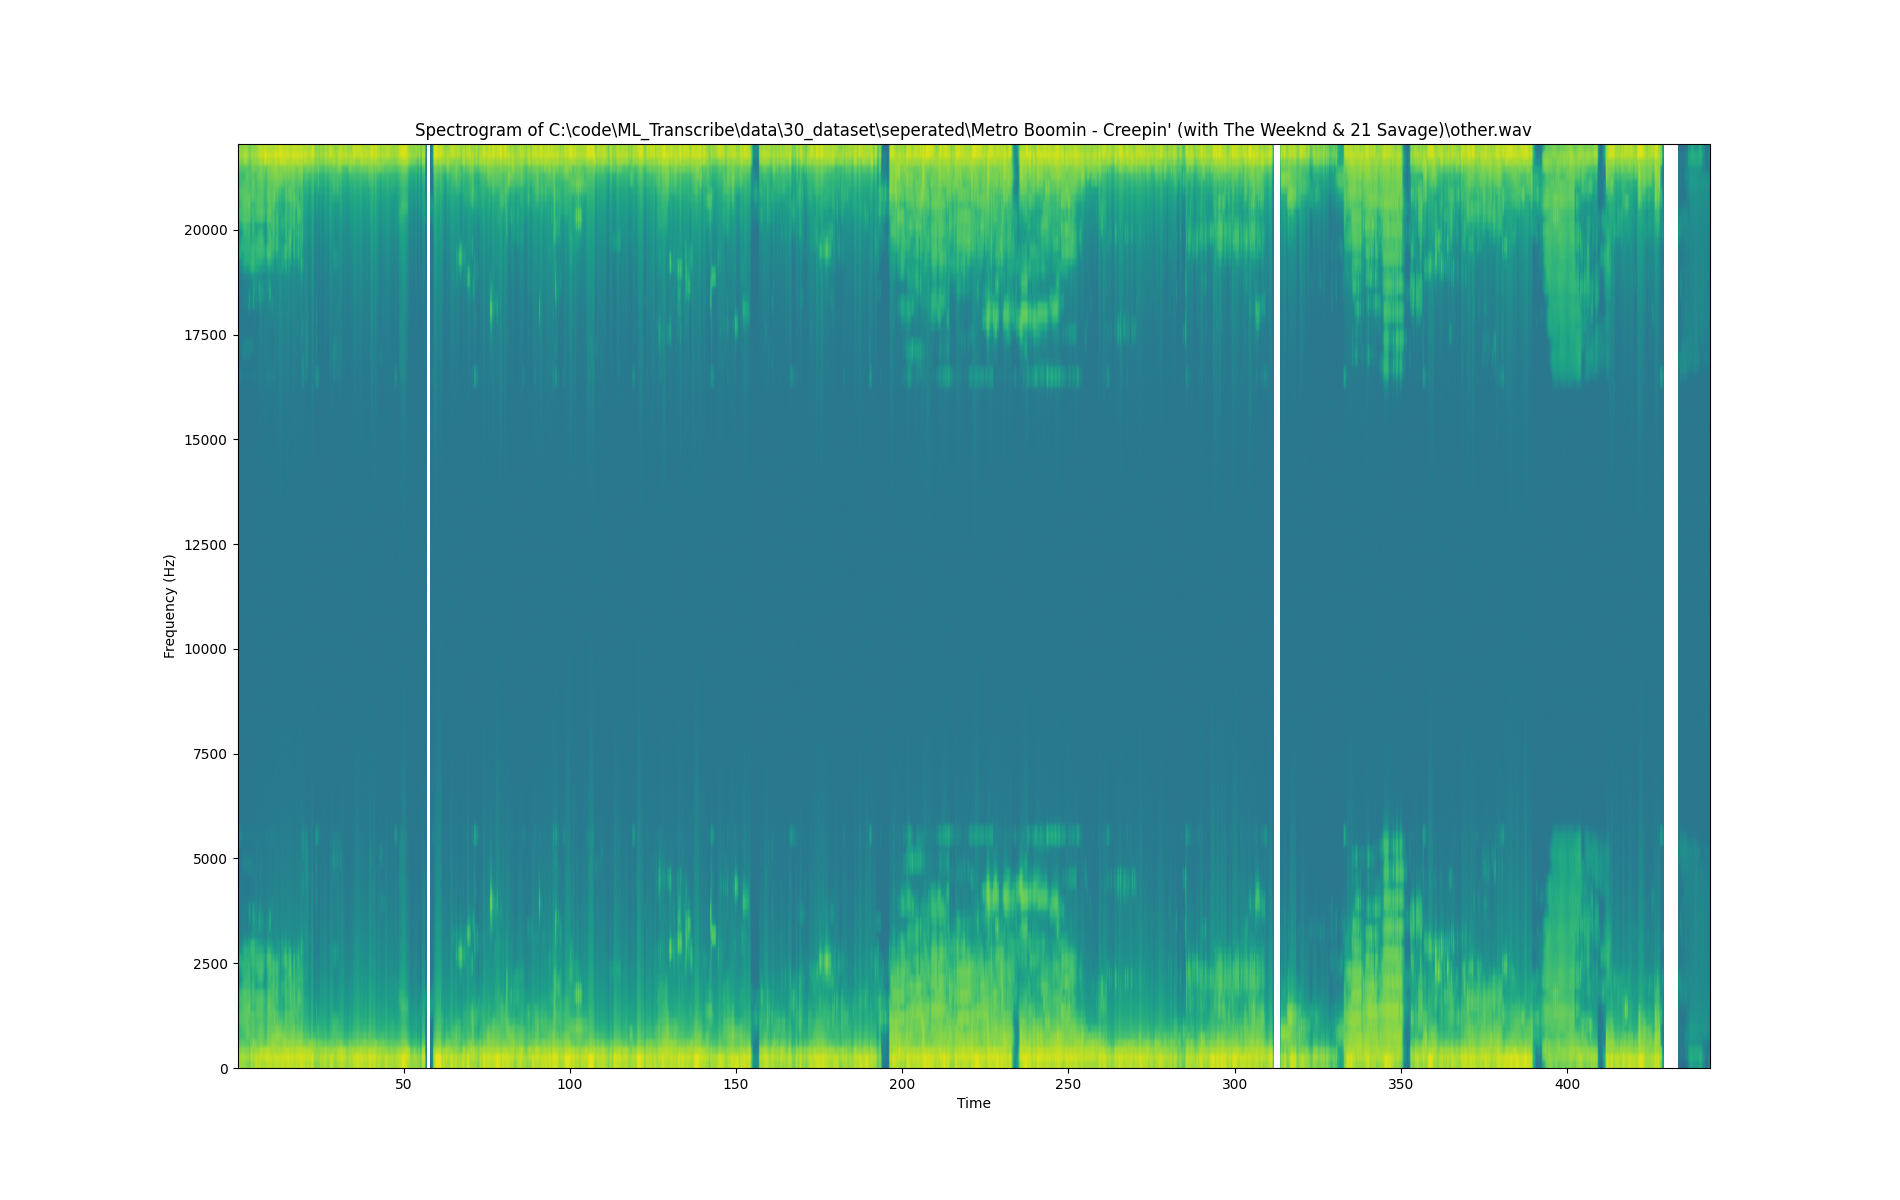 Spectrogram of C:\code\ML_Transcribe\data\30_dataset\seperated\Metro Boomin - Creepin' (with The Weeknd & 21 Savage)\other.wav
20000
17500
15000
12500
10000
7500
5000
2500
0
Frequency (Hz)
50 100 150 200 250 300 350 400
Time